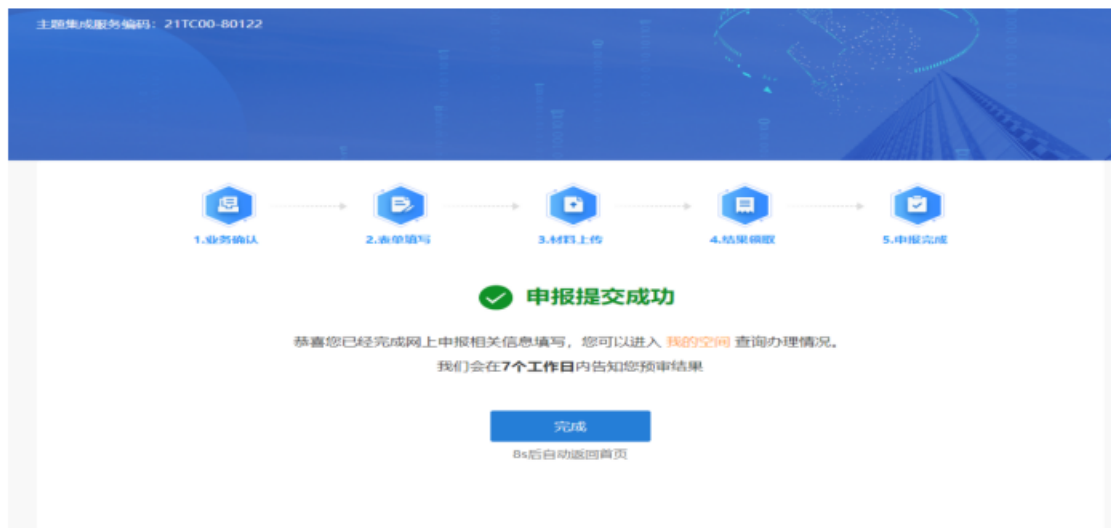 主题集成服务编码：21TC00-80122
1.业务确认
2.表单填写
3.材料上传
4.结果领取
5.申报完成
申报提交成功
恭喜您已经完成网上申报相关信息填写，您可以进入 我的空间 查询办理情况。
我们会在7个工作日内告知您预审结果
完成
8s后自动返回首页